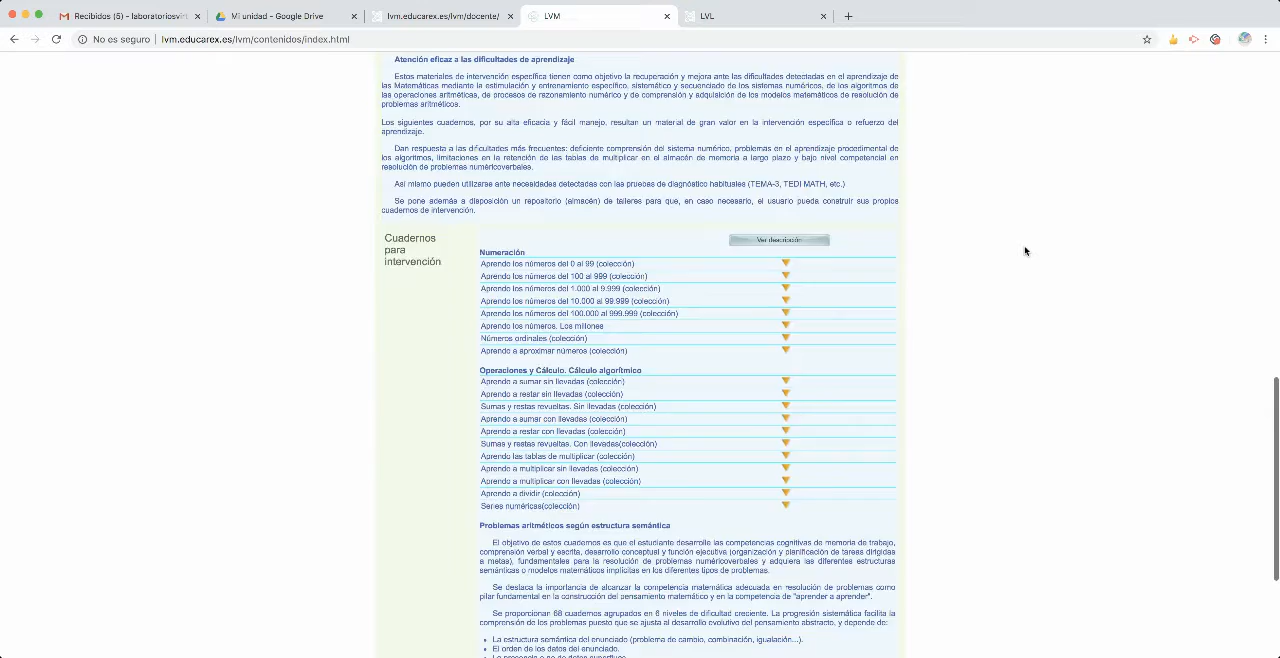 Recibidos (6) - laboratoriosvirt
Mi unidad - Google Drive
lvm.educarex.es/lvm/docente/
LVM
LVL
No es seguro | lvm.educarex.es/lvm/contenidos/index.html
Atención eficaz a las dificultades de aprendizaje
Estos materiales de intervención específica tienen como objetivo la recuperación y mejora ante las dificultades detectadas en el aprendizaje de
las Matemáticas mediante la estimulación y entrenamiento específico, sistemático y secuenciado de los sistemas numéricos, de los algoritmos de
las operaciones aritméticas, de procesos de razonamiento numérico y de comprensión y adquisición de los modelos matemáticos de resolución de
problemas aritméticos.
Los siguientes cuadernos, por su alta eficacia y fácil manejo, resultan un material de gran valor en la intervención específica o refuerzo del
aprendizaje.
Dan respuesta a las dificultades más frecuentes: deficiente comprensión del sistema numérico, problemas en el aprendizaje procedimental de
los algoritmos, limitaciones en la retención de las tablas de multiplicar en el almacén de memoria a largo plazo y bajo nivel competencial en
resolución de problemas numéricoverbales.
Así mismo pueden utilizarse ante necesidades detectadas con las pruebas de diagnóstico habituales (TEMA-3, TEDI MATH, etc.)
Se pone además a disposición un repositorio (almacén) de talleres para que, en caso necesario, el usuario pueda construir sus propios
cuadernos de intervención.
Cuadernos
para
intervención
Ver descripción
Numeración
Aprendo los números del 0 al 99 (colección)
Aprendo los números del 100 al 999 (colección)
Aprendo los números del 1.000 al 9.999 (colección)
Aprendo los números del 10.000 al 99.999 (colección)
Aprendo los números del 100.000 al 999.999 (colección)
Aprendo los números. Los millones
Números ordinales (colección)
Aprendo a aproximar números (colección)
Operaciones y Cálculo. Cálculo algorítmico
Aprendo a sumar sin llevadas (colección)
Aprendo a restar sin llevadas (colección)
Sumas y restas revueltas. Sin llevadas (colección)
Aprendo a sumar con llevadas (colección)
Aprendo a restar con llevadas (colección)
Sumas y restas revueltas. Con llevadas(colección)
Aprendo las tablas de multiplicar (colección)
Aprendo a multiplicar sin llevadas (colección)
Aprendo a multiplicar con llevadas (colección)
Aprendo a dividir (colección)
Series numéricas(colección)
Problemas aritméticos según estructura semántica
El objetivo de estos cuadernos es que el estudiante desarrolle las competencias cognitivas de memoria de trabajo,
comprensión verbal y escrita, desarrollo conceptual y función ejecutiva (organización y planificación de tareas dirigidas
a metas), fundamentales para la resolución de problemas numéricoverbales y adquiera las diferentes estructuras
semánticas o modelos matemáticos implícitas en los diferentes tipos de problemas.
Se destaca la importancia de alcanzar la competencia matemática adecuada en resolución de problemas como
pilar fundamental en la construcción del pensamiento matemático y en la competencia de "aprender a aprender".
Se proporcionan 68 cuadernos agrupados en 6 niveles de dificultad creciente. La progresión sistemática facilita la
comprensión de los problemas puesto que se ajusta al desarrollo evolutivo del pensamiento abstracto, y depende de:
• La estructura semántica del enunciado (problema de cambio, combinación, igualación...).
• El orden de los datos del enunciado.
• La presencia o no de datos superfluos.